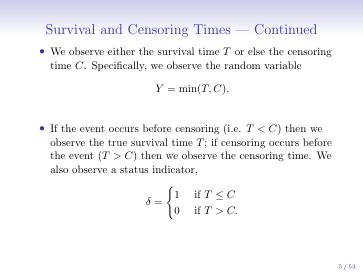 Survival and Censoring Times — Continued
• We observe either the survival time T or else the censoring
time C. Specifically, we observe the random variable
Y = min(T, C).
• If the event occurs before censoring (i.e. T < C) then we
observe the true survival time T; if censoring occurs before
the event (T > C) then we observe the censoring time. We
also observe a status indicator,
δ = { 1 if T ≤ C
0 if T > C.
5 / 53